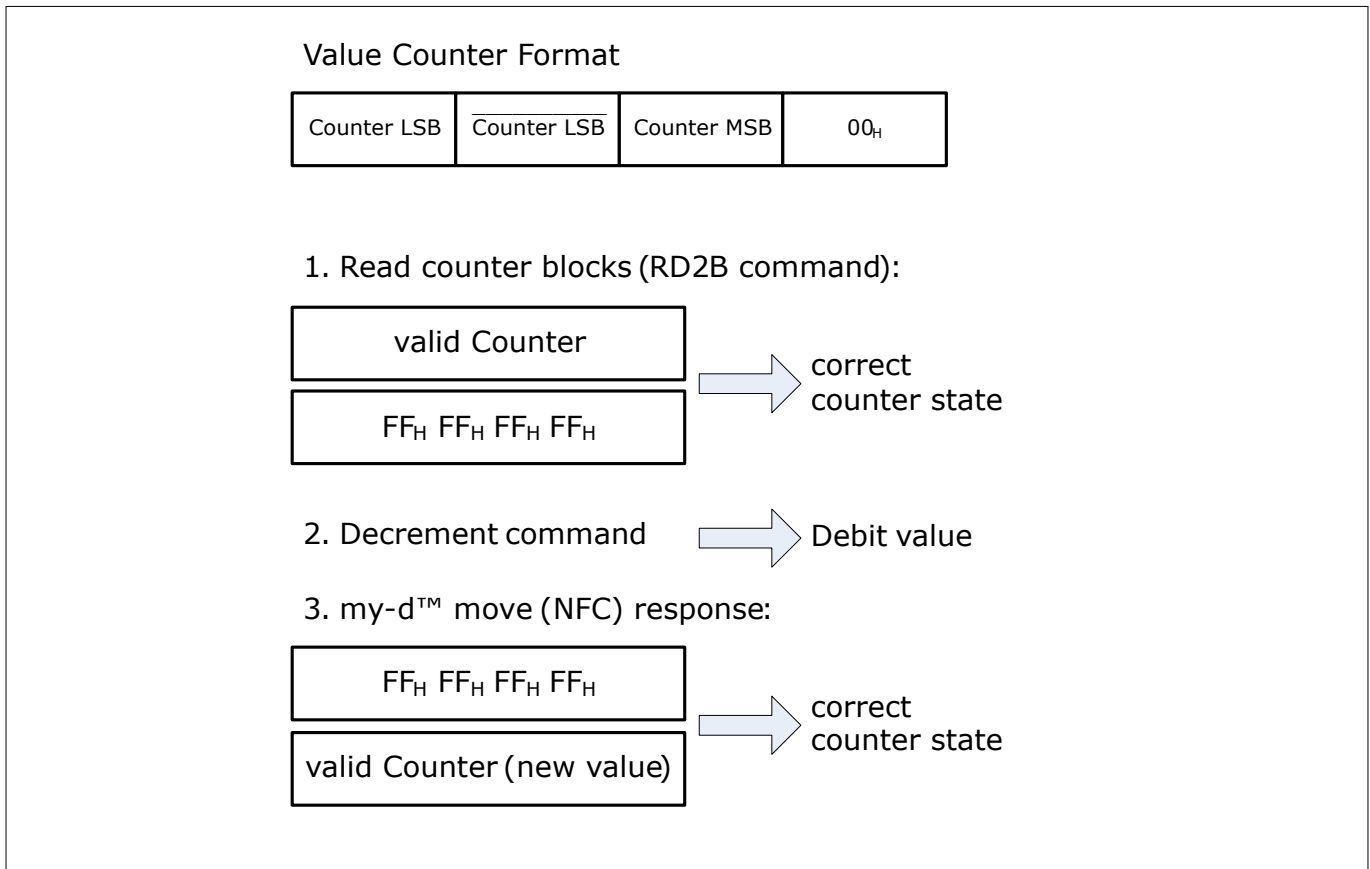 Value Counter Format
Counter LSB Counter LSB Counter MSB 00H
1. Read counter blocks (RD2B command):
valid Counter
FFH FFH FFH FFH
correct
counter state
2. Decrement command Debit value
3. my-d™ move (NFC) response:
FFH FFH FFH FFH
valid Counter (new value)
correct
counter state